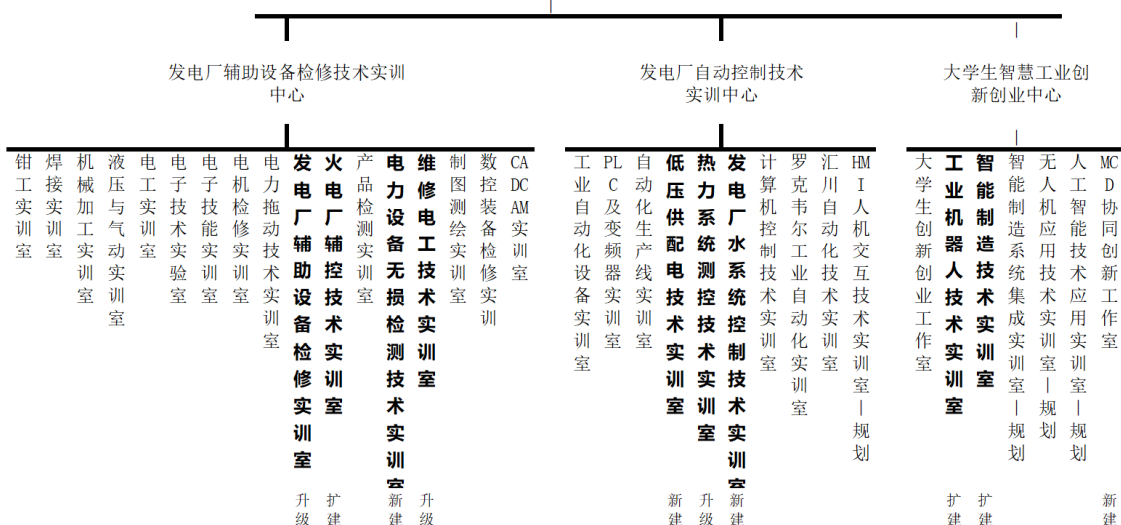 发电厂辅助设备检修技术实训
中心
发电厂自动控制技术
实训中心
大学生智慧工业创
新创业中心
钳工实训室
焊接实训室
机械加工实训室
液压与气动实训室
电工实训室
电子技术实验室
电子技能实训室
电机检修实训室
电力拖动技术实训室
发电厂辅助设备检修实训室
升级
火电厂辅控技术实训室
扩建
产品检测实训室
电力设备无损检测技术实训室
新建
维修电工技术实训室
升级
制图测绘实训室
数控装备检修实训
CADCAM实训室
工业自动化设备实训室
PLC及变频器实训室
自动化生产线实训室
低压供配电技术实训室
新建
热力系统测控技术实训室
升级
发电厂水系统控制技术实训室
新建
计算机控制技术实训室
罗克韦尔工业自动化实训室
汇川自动化技术实训室
HMI人机交互技术实训室—规划
大学生创新创业工作室
工业机器人技术实训室
扩建
智能制造技术实训室
扩建
智能制造系统集成实训室—规划
无人机应用技术实训室—规划
人工智能技术应用实训室—规划
MCD协同创新工作室
新建